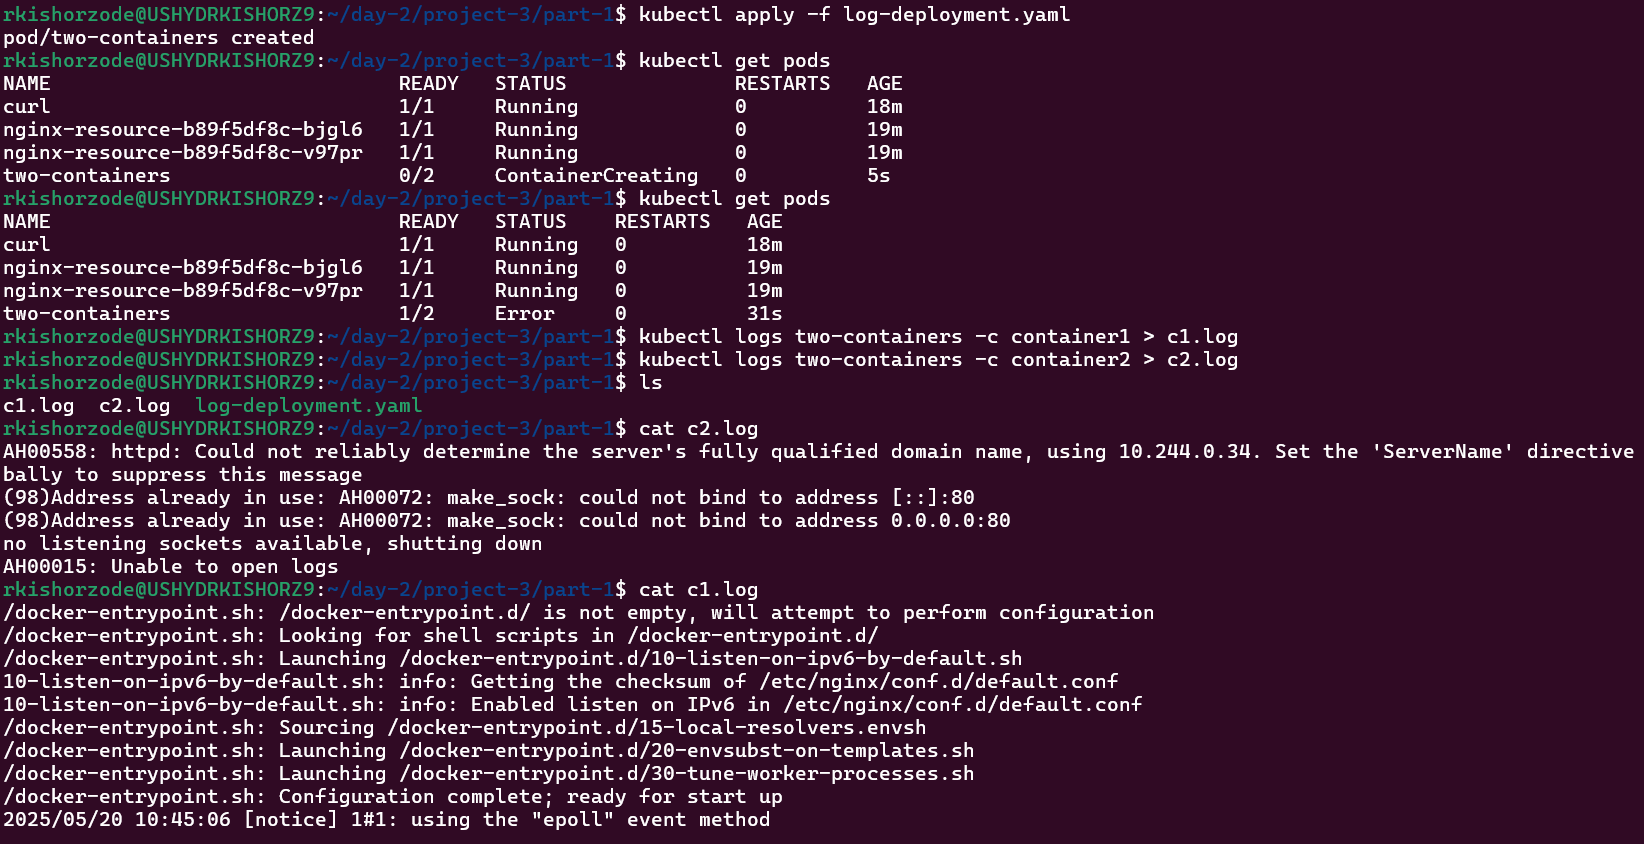 rkishorzode@USHYDRKISHORZ9:~/day-2/project-3/part-1$ kubectl apply -f log-deployment.yaml
pod/two-containers created
rkishorzode@USHYDRKISHORZ9:~/day-2/project-3/part-1$ kubectl get pods
NAME                             READY   STATUS              RESTARTS   AGE
curl                             1/1     Running             0          18m
nginx-resource-b89f5df8c-bjgl6   1/1     Running             0          19m
nginx-resource-b89f5df8c-v97pr   1/1     Running             0          19m
two-containers                   0/2     ContainerCreating   0          5s
rkishorzode@USHYDRKISHORZ9:~/day-2/project-3/part-1$ kubectl get pods
NAME                             READY   STATUS    RESTARTS   AGE
curl                             1/1     Running   0          18m
nginx-resource-b89f5df8c-bjgl6   1/1     Running   0          19m
nginx-resource-b89f5df8c-v97pr   1/1     Running   0          19m
two-containers                   1/2     Error     0          31s
rkishorzode@USHYDRKISHORZ9:~/day-2/project-3/part-1$ kubectl logs two-containers -c container1 > c1.log
rkishorzode@USHYDRKISHORZ9:~/day-2/project-3/part-1$ kubectl logs two-containers -c container2 > c2.log
rkishorzode@USHYDRKISHORZ9:~/day-2/project-3/part-1$ ls
c1.log  c2.log  log-deployment.yaml
rkishorzode@USHYDRKISHORZ9:~/day-2/project-3/part-1$ cat c2.log
AH00558: httpd: Could not reliably determine the server's fully qualified domain name, using 10.244.0.34. Set the 'ServerName' directive
bally to suppress this message
(98)Address already in use: AH00072: make_sock: could not bind to address [::]:80
(98)Address already in use: AH00072: make_sock: could not bind to address 0.0.0.0:80
no listening sockets available, shutting down
AH00015: Unable to open logs
rkishorzode@USHYDRKISHORZ9:~/day-2/project-3/part-1$ cat c1.log
/docker-entrypoint.sh: /docker-entrypoint.d/ is not empty, will attempt to perform configuration
/docker-entrypoint.sh: Looking for shell scripts in /docker-entrypoint.d/
/docker-entrypoint.sh: Launching /docker-entrypoint.d/10-listen-on-ipv6-by-default.sh
10-listen-on-ipv6-by-default.sh: info: Getting the checksum of /etc/nginx/conf.d/default.conf
10-listen-on-ipv6-by-default.sh: info: Enabled listen on IPv6 in /etc/nginx/conf.d/default.conf
/docker-entrypoint.sh: Sourcing /docker-entrypoint.d/15-local-resolvers.envsh
/docker-entrypoint.sh: Launching /docker-entrypoint.d/20-envsubst-on-templates.sh
/docker-entrypoint.sh: Launching /docker-entrypoint.d/30-tune-worker-processes.sh
/docker-entrypoint.sh: Configuration complete; ready for start up
2025/05/20 10:45:06 [notice] 1#1: using the "epoll" event method